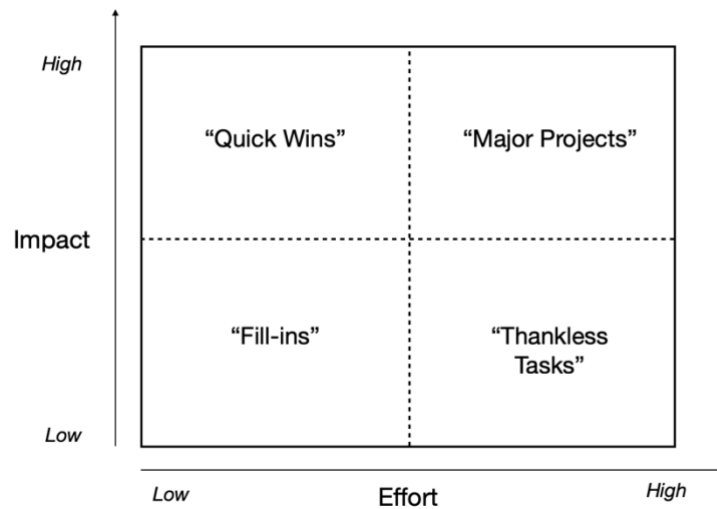 High
“Quick Wins”
“Major Projects”
Impact
“Fill-ins”
“Thankless
Tasks”
Low
Low
Effort
High